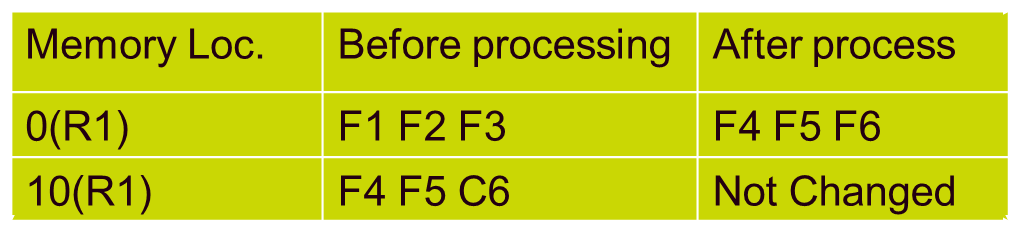 Memory Loc. Before processing After process
0(R1) F1 F2 F3 F4 F5 F6
10(R1) F4 F5 C6 Not Changed